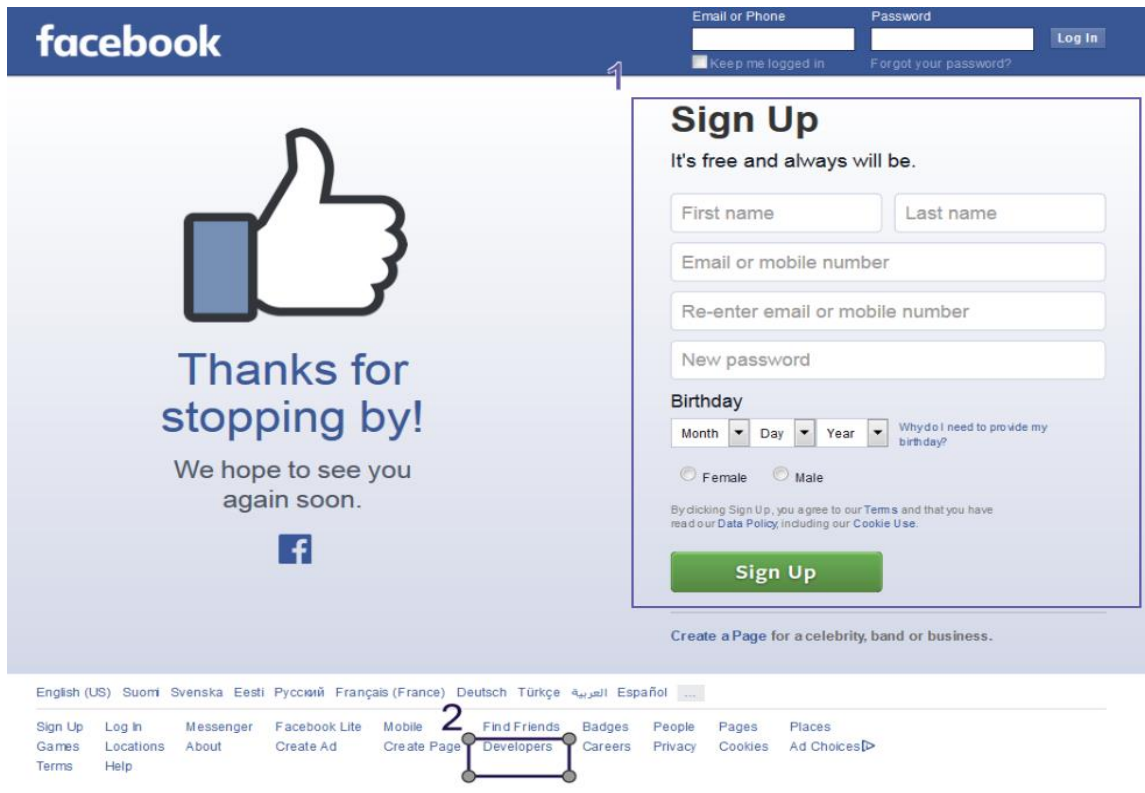 facebook
Email or Phone Password
Log In
Keep me logged in Forgot your password?
1
Sign Up
It's free and always will be.
First name Last name
Email or mobile number
Re-enter email or mobile number
New password
Birthday
Month Day Year Why do I need to provide my
birthday?
Female Male
By clicking Sign Up, you agree to our Terms and that you have
read our Data Policy, including our Cookie Use.
Sign Up
Create a Page for a celebrity, band or business.
Thanks for
stopping by!
We hope to see you
again soon.
f
English (US) Suomi Svenska Eesti Русский Français (France) Deutsch Türkçe العربية Español ...
2
Sign Up Log In Messenger Facebook Lite Mobile Find Friends Badges People Pages Places
Games Locations About Create Ad Create Page Developers Careers Privacy Cookies Ad Choices
Terms Help